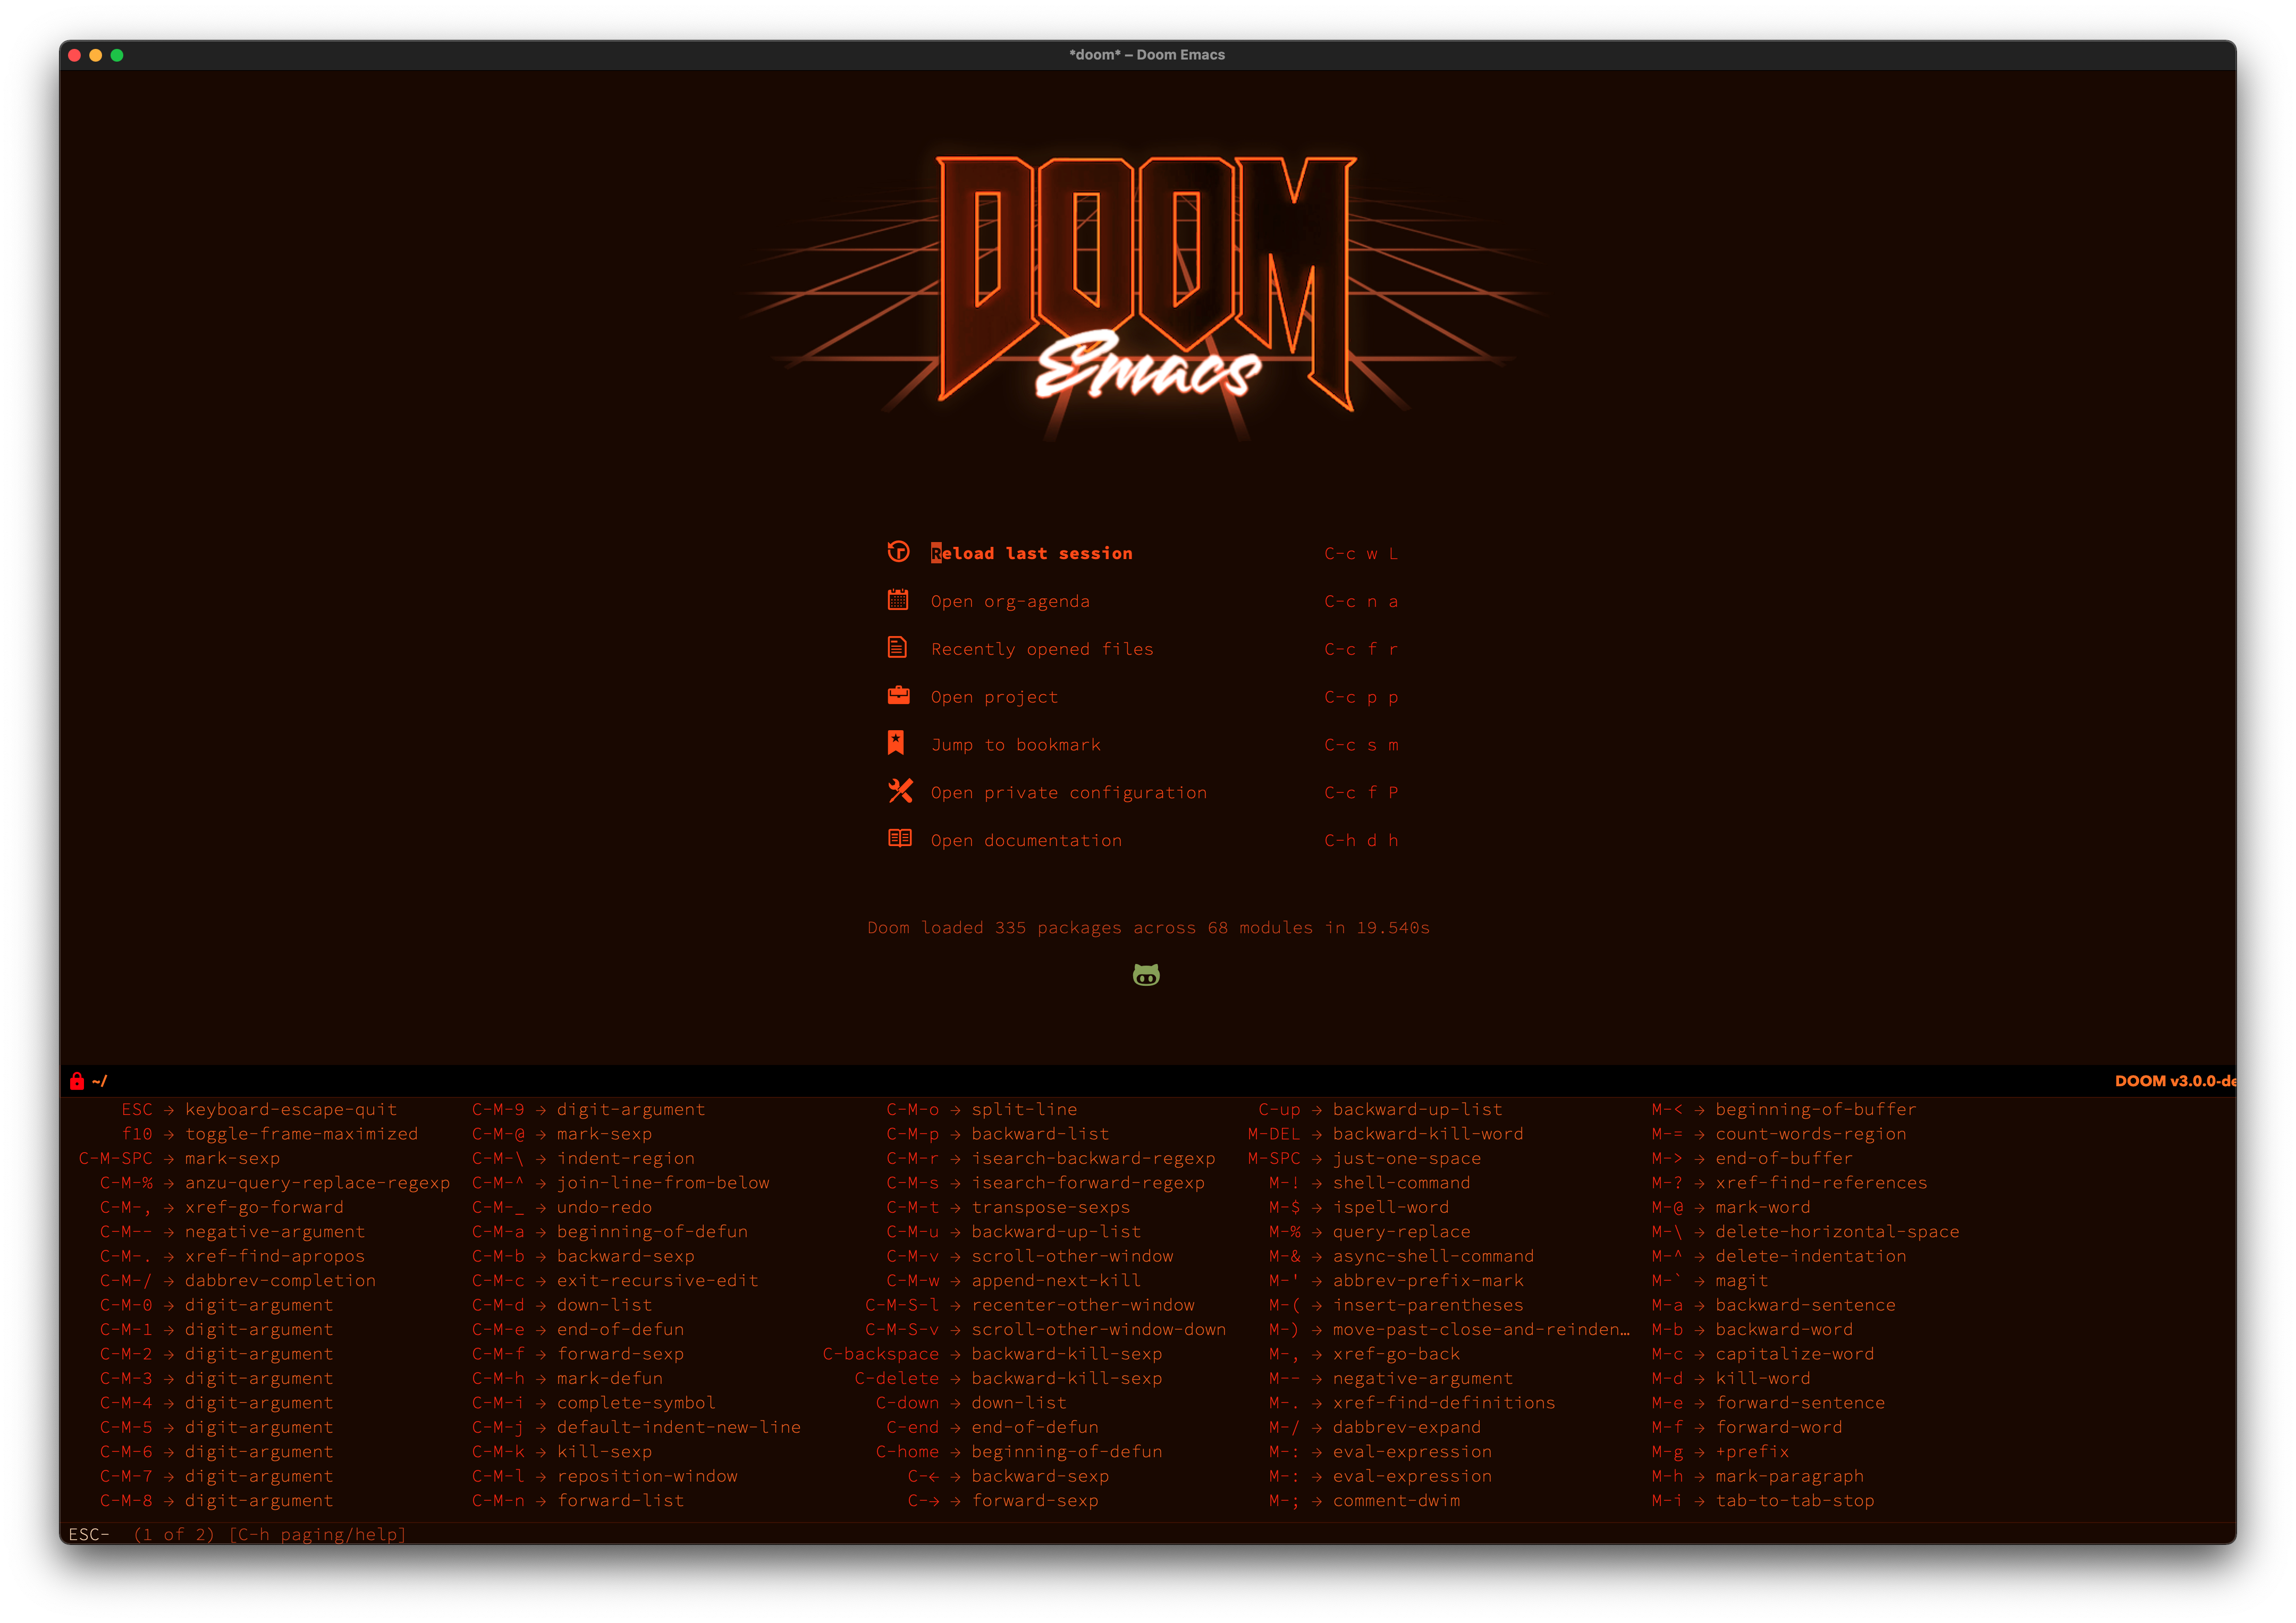 *doom* – Doom Emacs
DOOM
Emacs
Reload last session C-c w L
Open org-agenda C-c n a
Recently opened files C-c f r
Open project C-c p p
Jump to bookmark C-c s m
Open private configuration C-c f P
Open documentation C-h d h
Doom loaded 335 packages across 68 modules in 19.540s
~/ DOOM v3.0.0-de
ESC → keyboard-escape-quit C-M-9 → digit-argument C-M-o → split-line C-up → backward-up-list M-< → beginning-of-buffer
f10 → toggle-frame-maximized C-M-@ → mark-sexp C-M-p → backward-list M-DEL → backward-kill-word M-= → count-words-region
C-M-SPC → mark-sexp C-M-\ → indent-region C-M-r → isearch-backward-regexp M-SPC → just-one-space M-> → end-of-buffer
C-M-% → anzu-query-replace-regexp C-M-^ → join-line-from-below C-M-s → isearch-forward-regexp M-! → shell-command M-? → xref-find-references
C-M-, → xref-go-forward C-M-_ → undo-redo C-M-t → transpose-sexps M-$ → ispell-word M-@ → mark-word
C-M-- → negative-argument C-M-a → beginning-of-defun C-M-u → backward-up-list M-% → query-replace M-\ → delete-horizontal-space
C-M-. → xref-find-apropos C-M-b → backward-sexp C-M-v → scroll-other-window M-& → async-shell-command M-^ → delete-indentation
C-M-/ → dabbrev-completion C-M-c → exit-recursive-edit C-M-w → append-next-kill M-' → abbrev-prefix-mark M-` → magit
C-M-0 → digit-argument C-M-d → down-list C-M-S-l → recenter-other-window M-( → insert-parentheses M-a → backward-sentence
C-M-1 → digit-argument C-M-e → end-of-defun C-M-S-v → scroll-other-window-down M-) → move-past-close-and-reinden… M-b → backward-word
C-M-2 → digit-argument C-M-f → forward-sexp C-backspace → backward-kill-sexp M-, → xref-go-back M-c → capitalize-word
C-M-3 → digit-argument C-M-h → mark-defun C-delete → backward-kill-sexp M-- → negative-argument M-d → kill-word
C-M-4 → digit-argument C-M-i → complete-symbol C-down → down-list M-. → xref-find-definitions M-e → forward-sentence
C-M-5 → digit-argument C-M-j → default-indent-new-line C-end → end-of-defun M-/ → dabbrev-expand M-f → forward-word
C-M-6 → digit-argument C-M-k → kill-sexp C-home → beginning-of-defun M-: → eval-expression M-g → +prefix
C-M-7 → digit-argument C-M-l → reposition-window C-← → backward-sexp M-: → eval-expression M-h → mark-paragraph
C-M-8 → digit-argument C-M-n → forward-list C-→ → forward-sexp M-; → comment-dwim M-i → tab-to-tab-stop
ESC- (1 of 2) [C-h paging/help]